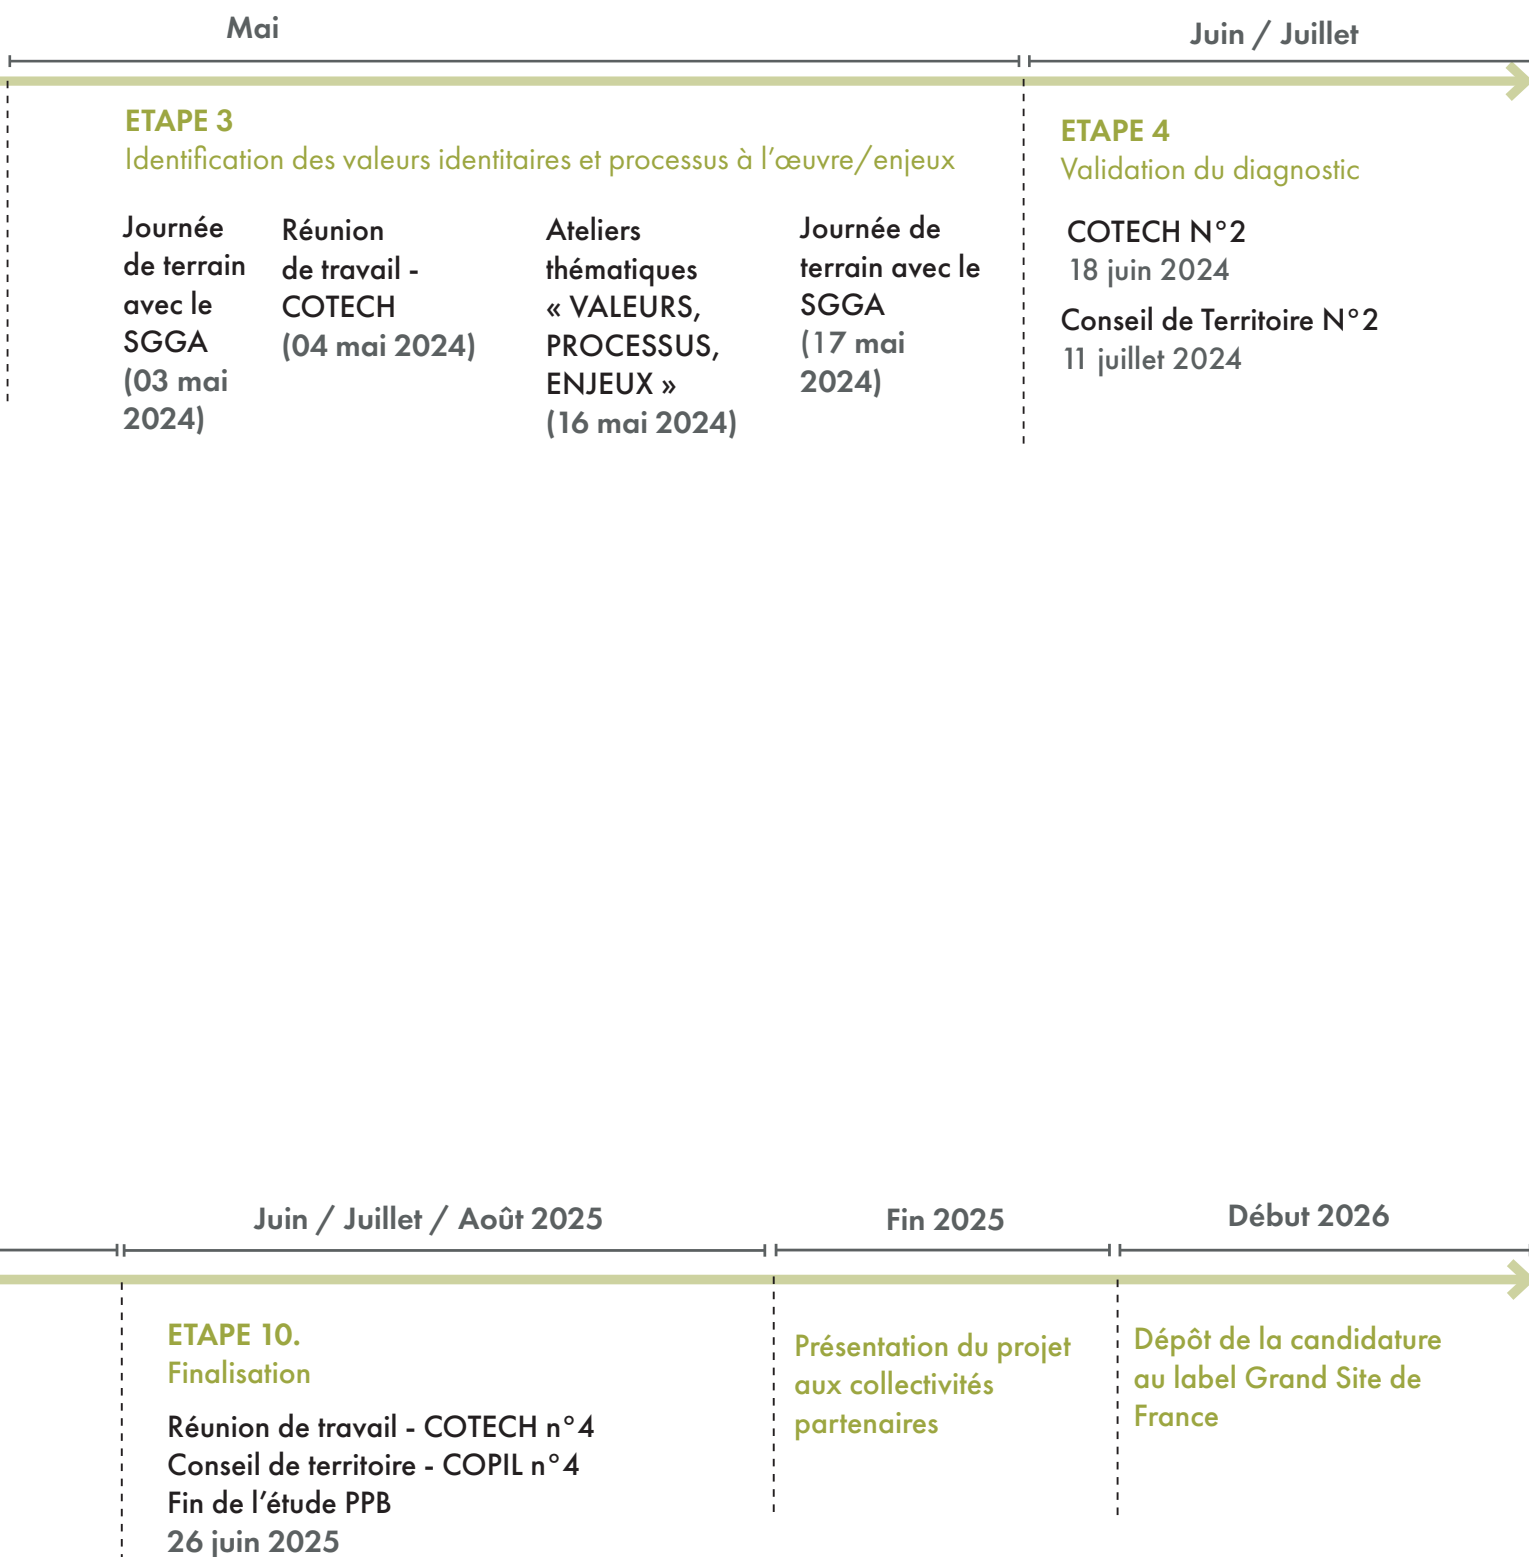 Mai
Juin / Juillet
ETAPE 3
Identification des valeurs identitaires et processus à l’œuvre/enjeux
Journée
de terrain
avec le
SGGA
(03 mai
2024)
Réunion
de travail -
COTECH
(04 mai 2024)
Ateliers
thématiques
« VALEURS,
PROCESSUS,
ENJEUX »
(16 mai 2024)
Journée de
terrain avec le
SGGA
(17 mai
2024)
ETAPE 4
Validation du diagnostic
COTECH N°2
18 juin 2024
Conseil de Territoire N°2
11 juillet 2024
Juin / Juillet / Août 2025
Fin 2025
Début 2026
ETAPE 10.
Finalisation
Réunion de travail - COTECH n°4
Conseil de territoire - COPIL n°4
Fin de l’étude PPB
26 juin 2025
Présentation du projet
aux collectivités
partenaires
Dépôt de la candidature
au label Grand Site de
France